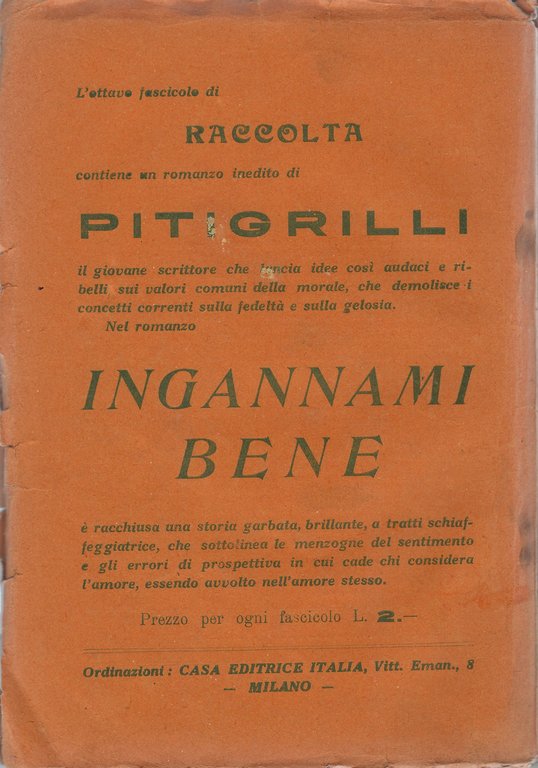 L'ottavo fascicolo di
RACCOLTA
contiene un romanzo inedito di
PITIGRILLI
il giovane scrittore che lancia idee così audaci e ri-
belli sui valori comuni della morale, che demolisce i
concetti correnti sulla fedeltà e sulla gelosia.
Nel romanzo
INGANNAMI
BENE
è racchiusa una storia garbata, brillante, a tratti schiaf-
feggiatrice, che sottolinea le menzogne del sentimento
e gli errori di prospettiva in cui cade chi considera
l'amore, essendo avvolto nell'amore stesso.
Prezzo per ogni fascicolo L. 2.—
Ordinazioni: CASA EDITRICE ITALIA, Vitt. Eman., 8
— MILANO —